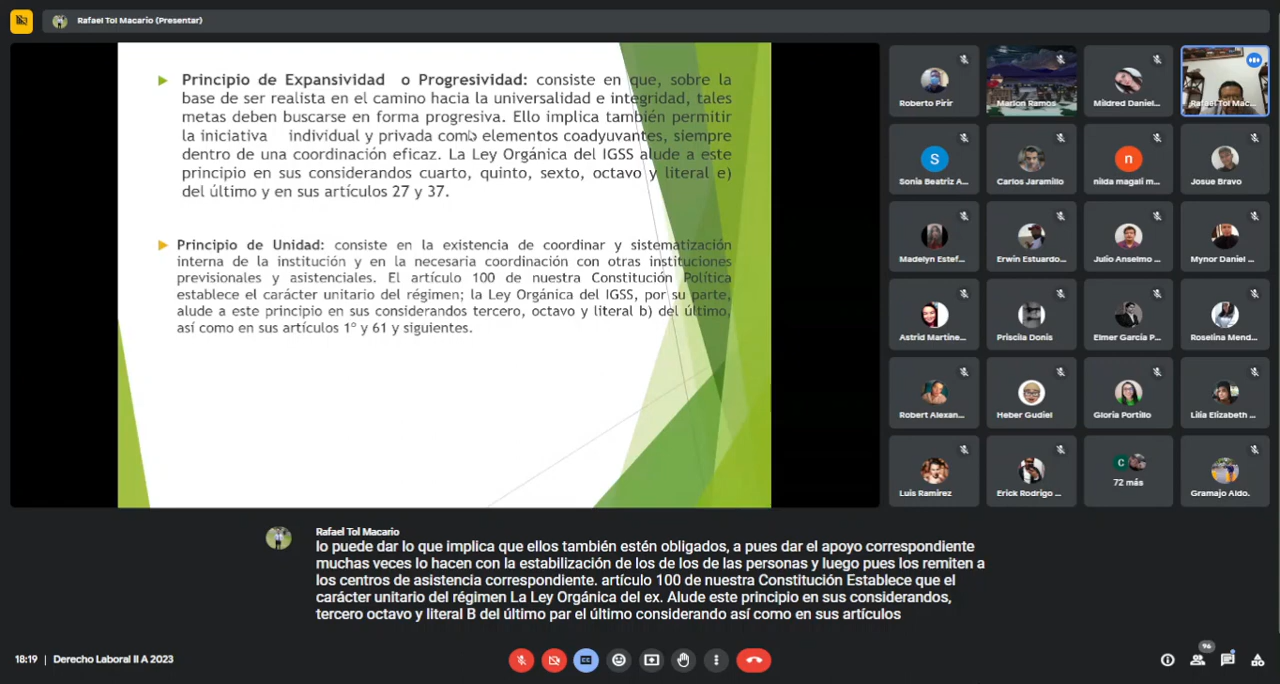 Rafael Tol Macario (Presentar)
Principio de Expansividad o Progresividad: consiste en que, sobre la
base de ser realista en el camino hacia la universalidad e integridad, tales
metas deben buscarse en forma progresiva. Ello implica también permitir
la iniciativa individual y privada como elementos coadyuvantes, siempre
dentro de una coordinación eficaz. La Ley Orgánica del IGSS alude a este
principio en sus considerandos cuarto, quinto, sexto, octavo y literal e)
del último y en sus artículos 27 y 37.
Principio de Unidad: consiste en la existencia de coordinar y sistematización
interna de la institución y en la necesaria coordinación con otras instituciones
previsionales y asistenciales. El artículo 100 de nuestra Constitución Política
establece el carácter unitario del régimen; la Ley Orgánica del IGSS, por su parte,
alude a este principio en sus considerandos tercero, octavo y literal b) del último,
así como en sus artículos 1º y 61 y siguientes.
Roberto Pirir
Marlon Ramos
Mildred Daniel...
Rafael Tol Mac...
S
n
Sonia Beatriz A...
Carlos Jaramillo
nilda magali m...
Josue Bravo
Madelyn Estef...
Erwin Estuardo...
Julio Anselmo ...
Mynor Daniel ...
Astrid Martíne...
Priscila Donis
Elmer García P...
Roselina Mend...
Robert Alexan...
Heber Gudiel
Gloria Portillo
Lilia Elizabeth ...
C
Luis Ramírez
Erick Rodrigo ...
72 más
Gramajo Aldo.
Rafael Tol Macario
lo puede dar lo que implica que ellos también estén obligados, a pues dar el apoyo correspondiente
muchas veces lo hacen con la estabilización de los de los de las personas y luego pues los remiten a
los centros de asistencia correspondiente. artículo 100 de nuestra Constitución Establece que el
carácter unitario del régimen La Ley Orgánica del ex. Alude este principio en sus considerandos,
tercero octavo y literal B del último par el último considerando así como en sus artículos
18:19 | Derecho Laboral II A 2023
CC
96